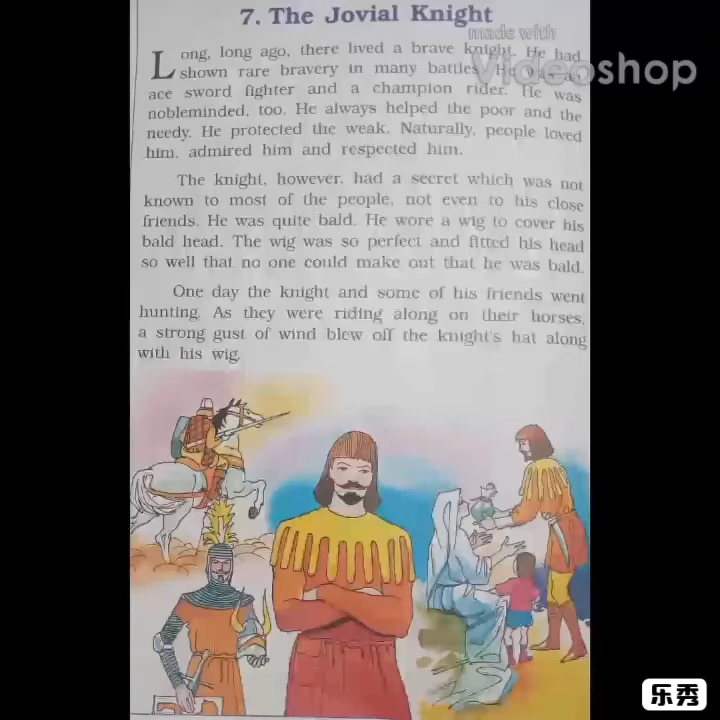 7. The Jovial Knight
made with
Videoshop
Long, long ago, there lived a brave knight. He had
shown rare bravery in many battles. He
ace sword fighter and a champion rider. He was
nobleminded, too. He always helped the poor and the
needy. He protected the weak. Naturally, people loved
him, admired him and respected him.
The knight, however, had a secret which was not
known to most of the people, not even to his close
friends. He was quite bald. He wore a wig to cover his
bald head. The wig was so perfect and fitted his head
so well that no one could make out that he was bald.
One day the knight and some of his friends went
hunting. As they were riding along on their horses,
a strong gust of wind blew off the knight's hat along
with his wig.
乐秀